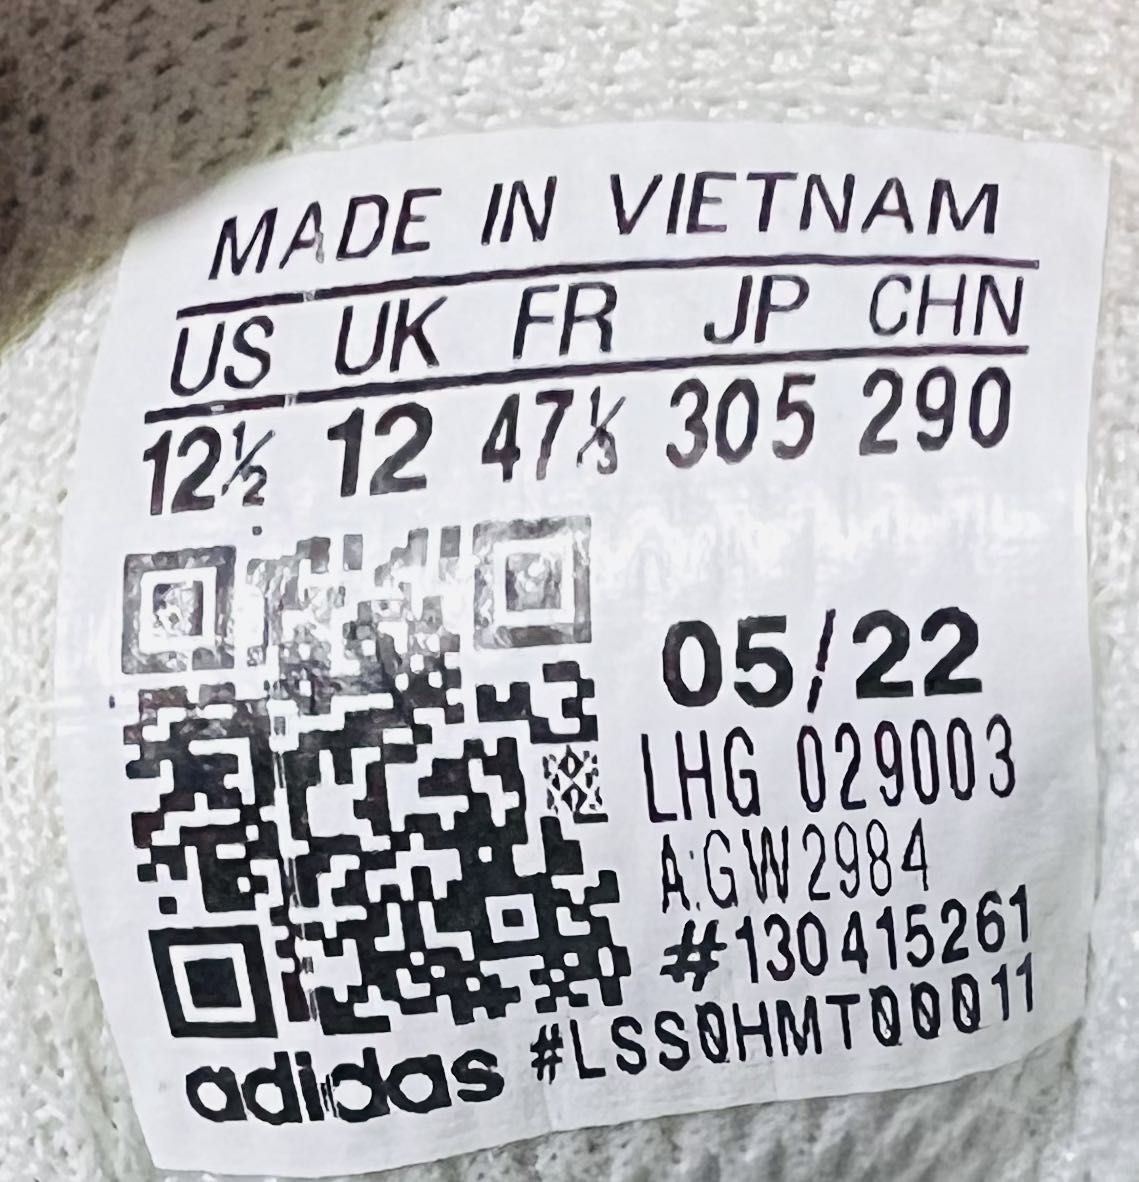 MADE IN VIETNAM
US UK FR JP CHN
12½ 12 47⅓ 305 290
05/22
LHG 029003
A:GW2984
#130415261
#LSS0HMT00011
adidas